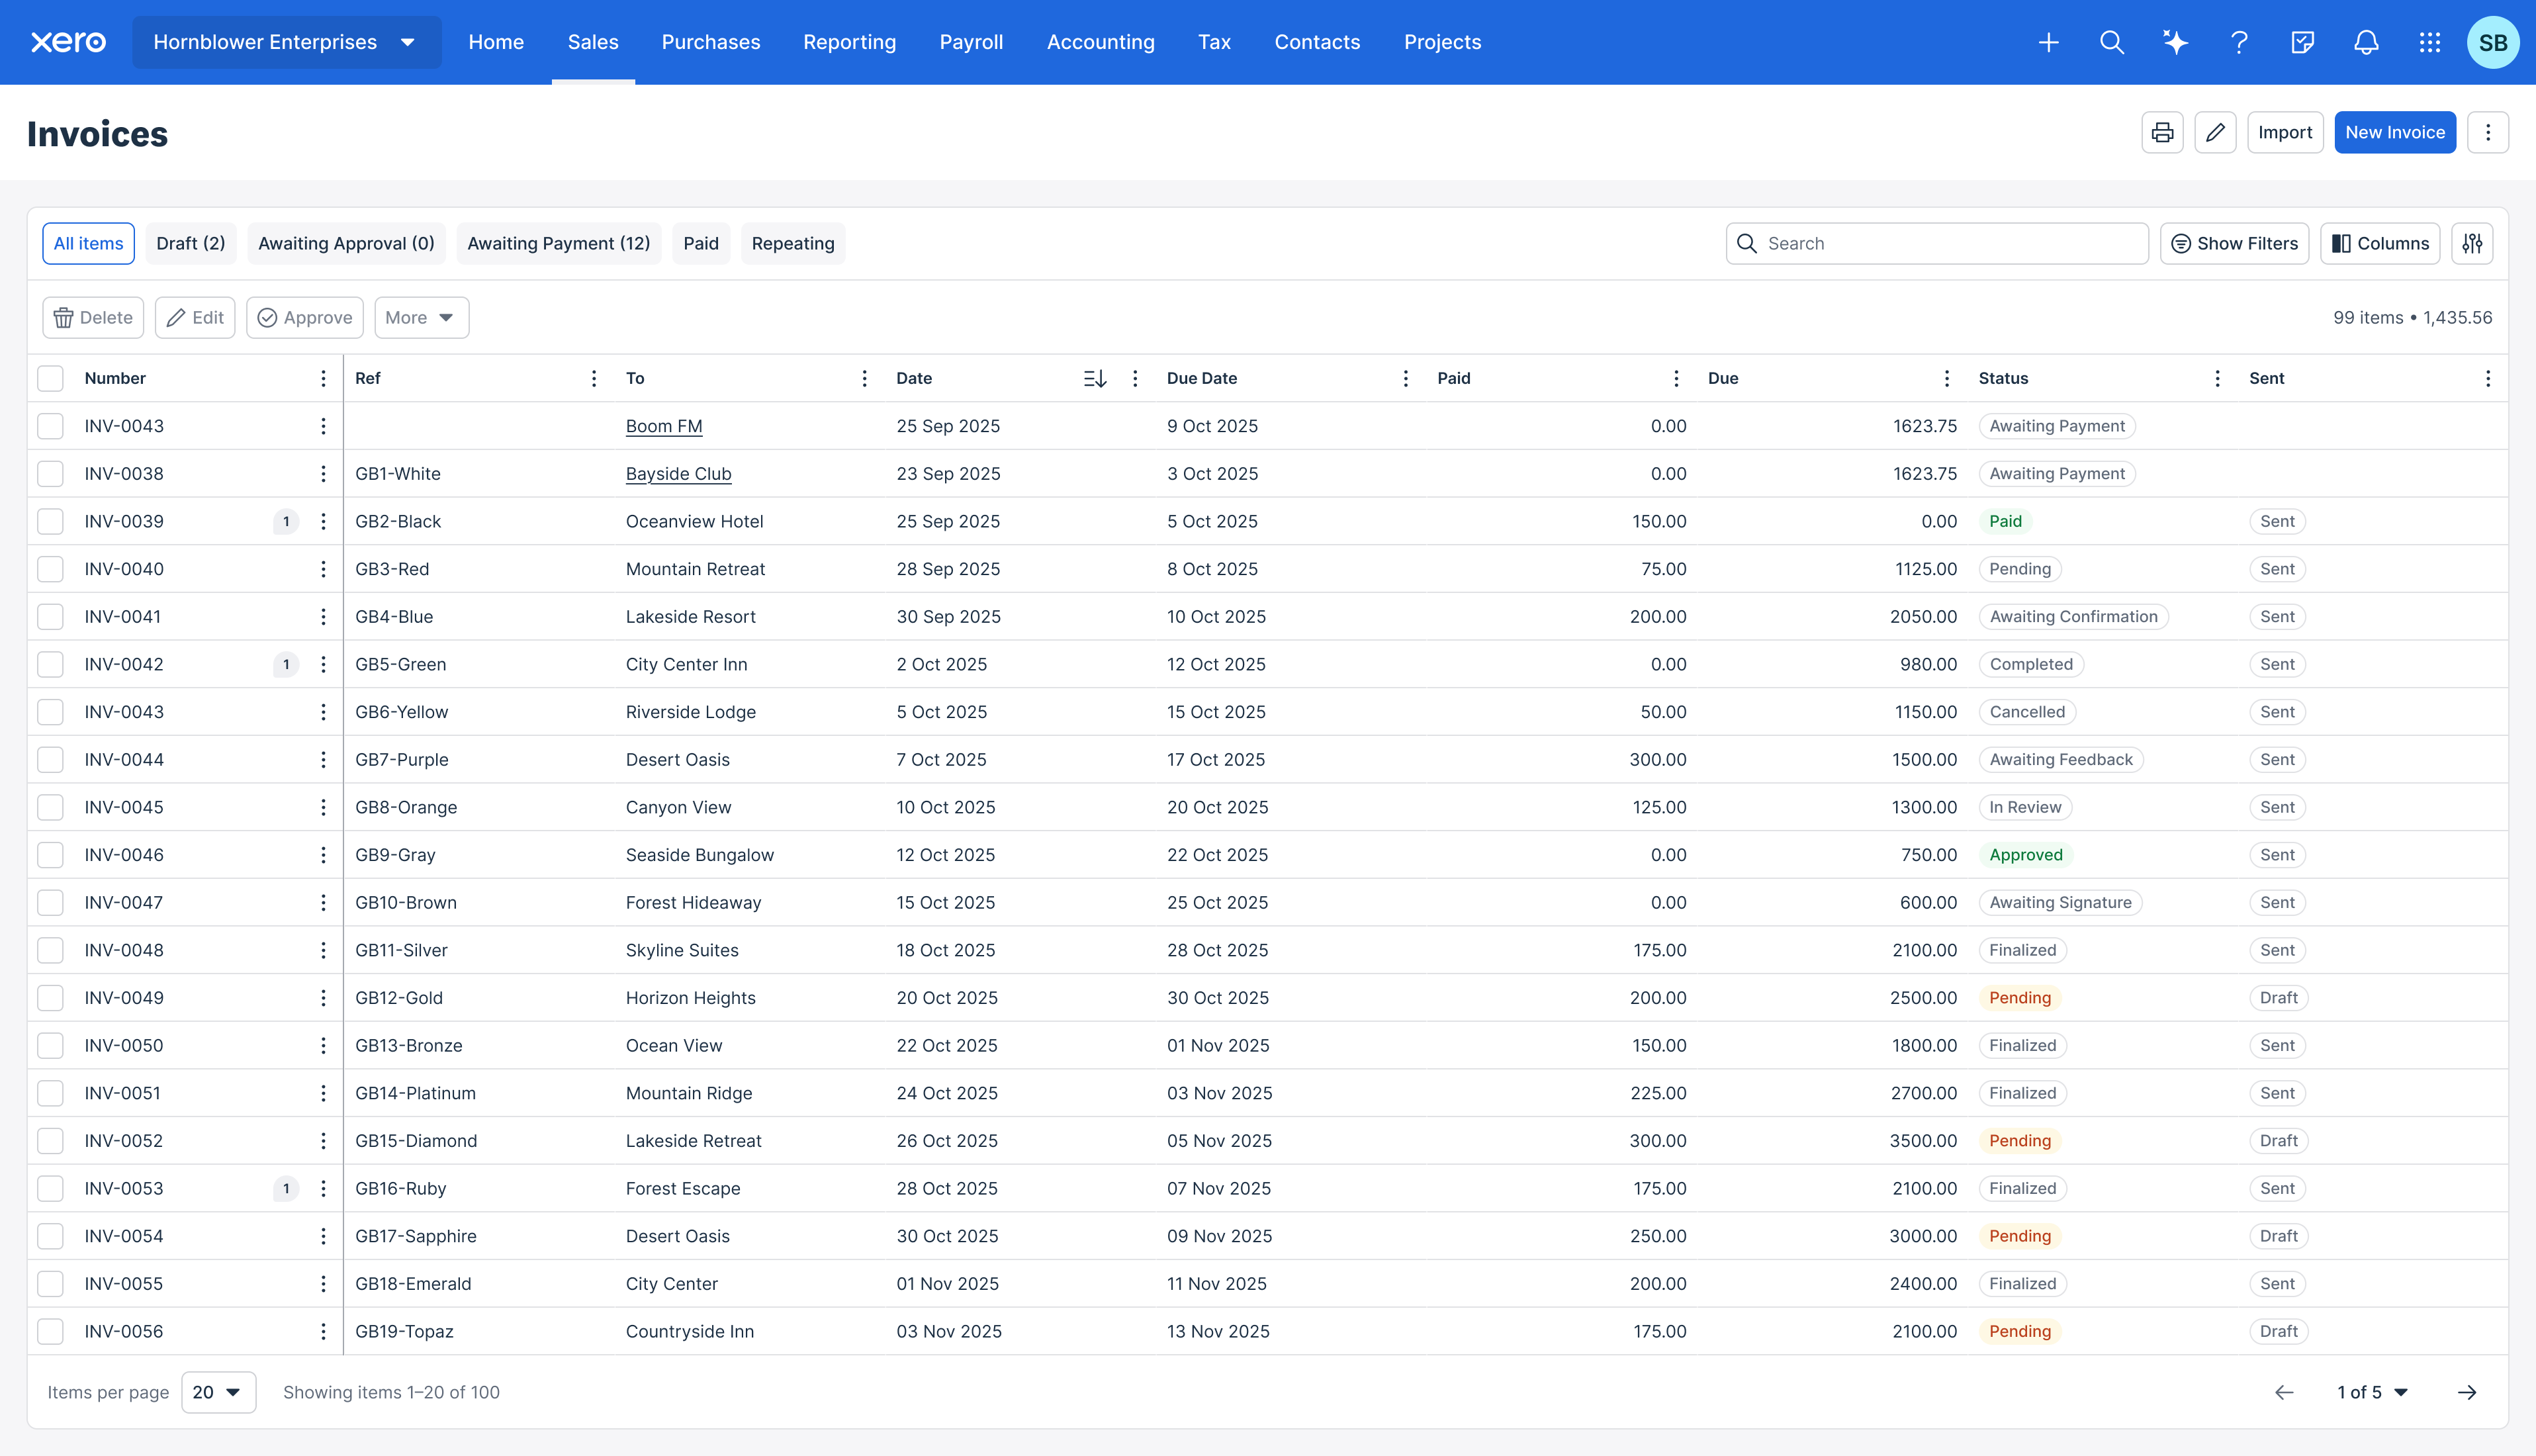 xero Hornblower Enterprises Home Sales Purchases Reporting Payroll Accounting Tax Contacts Projects SB
Invoices Import New Invoice
All items Draft (2) Awaiting Approval (0) Awaiting Payment (12) Paid Repeating Search Show Filters Columns
Delete Edit Approve More 99 items • 1,435.56
Number Ref To Date Due Date Paid Due Status Sent
INV-0043 Boom FM 25 Sep 2025 9 Oct 2025 0.00 1623.75 Awaiting Payment
INV-0038 GB1-White Bayside Club 23 Sep 2025 3 Oct 2025 0.00 1623.75 Awaiting Payment
INV-0039 1 GB2-Black Oceanview Hotel 25 Sep 2025 5 Oct 2025 150.00 0.00 Paid Sent
INV-0040 GB3-Red Mountain Retreat 28 Sep 2025 8 Oct 2025 75.00 1125.00 Pending Sent
INV-0041 GB4-Blue Lakeside Resort 30 Sep 2025 10 Oct 2025 200.00 2050.00 Awaiting Confirmation Sent
INV-0042 1 GB5-Green City Center Inn 2 Oct 2025 12 Oct 2025 0.00 980.00 Completed Sent
INV-0043 GB6-Yellow Riverside Lodge 5 Oct 2025 15 Oct 2025 50.00 1150.00 Cancelled Sent
INV-0044 GB7-Purple Desert Oasis 7 Oct 2025 17 Oct 2025 300.00 1500.00 Awaiting Feedback Sent
INV-0045 GB8-Orange Canyon View 10 Oct 2025 20 Oct 2025 125.00 1300.00 In Review Sent
INV-0046 GB9-Gray Seaside Bungalow 12 Oct 2025 22 Oct 2025 0.00 750.00 Approved Sent
INV-0047 GB10-Brown Forest Hideaway 15 Oct 2025 25 Oct 2025 0.00 600.00 Awaiting Signature Sent
INV-0048 GB11-Silver Skyline Suites 18 Oct 2025 28 Oct 2025 175.00 2100.00 Finalized Sent
INV-0049 GB12-Gold Horizon Heights 20 Oct 2025 30 Oct 2025 200.00 2500.00 Pending Draft
INV-0050 GB13-Bronze Ocean View 22 Oct 2025 01 Nov 2025 150.00 1800.00 Finalized Sent
INV-0051 GB14-Platinum Mountain Ridge 24 Oct 2025 03 Nov 2025 225.00 2700.00 Finalized Sent
INV-0052 GB15-Diamond Lakeside Retreat 26 Oct 2025 05 Nov 2025 300.00 3500.00 Pending Draft
INV-0053 1 GB16-Ruby Forest Escape 28 Oct 2025 07 Nov 2025 175.00 2100.00 Finalized Sent
INV-0054 GB17-Sapphire Desert Oasis 30 Oct 2025 09 Nov 2025 250.00 3000.00 Pending Draft
INV-0055 GB18-Emerald City Center 01 Nov 2025 11 Nov 2025 200.00 2400.00 Finalized Sent
INV-0056 GB19-Topaz Countryside Inn 03 Nov 2025 13 Nov 2025 175.00 2100.00 Pending Draft
Items per page 20 Showing items 1–20 of 100 1 of 5